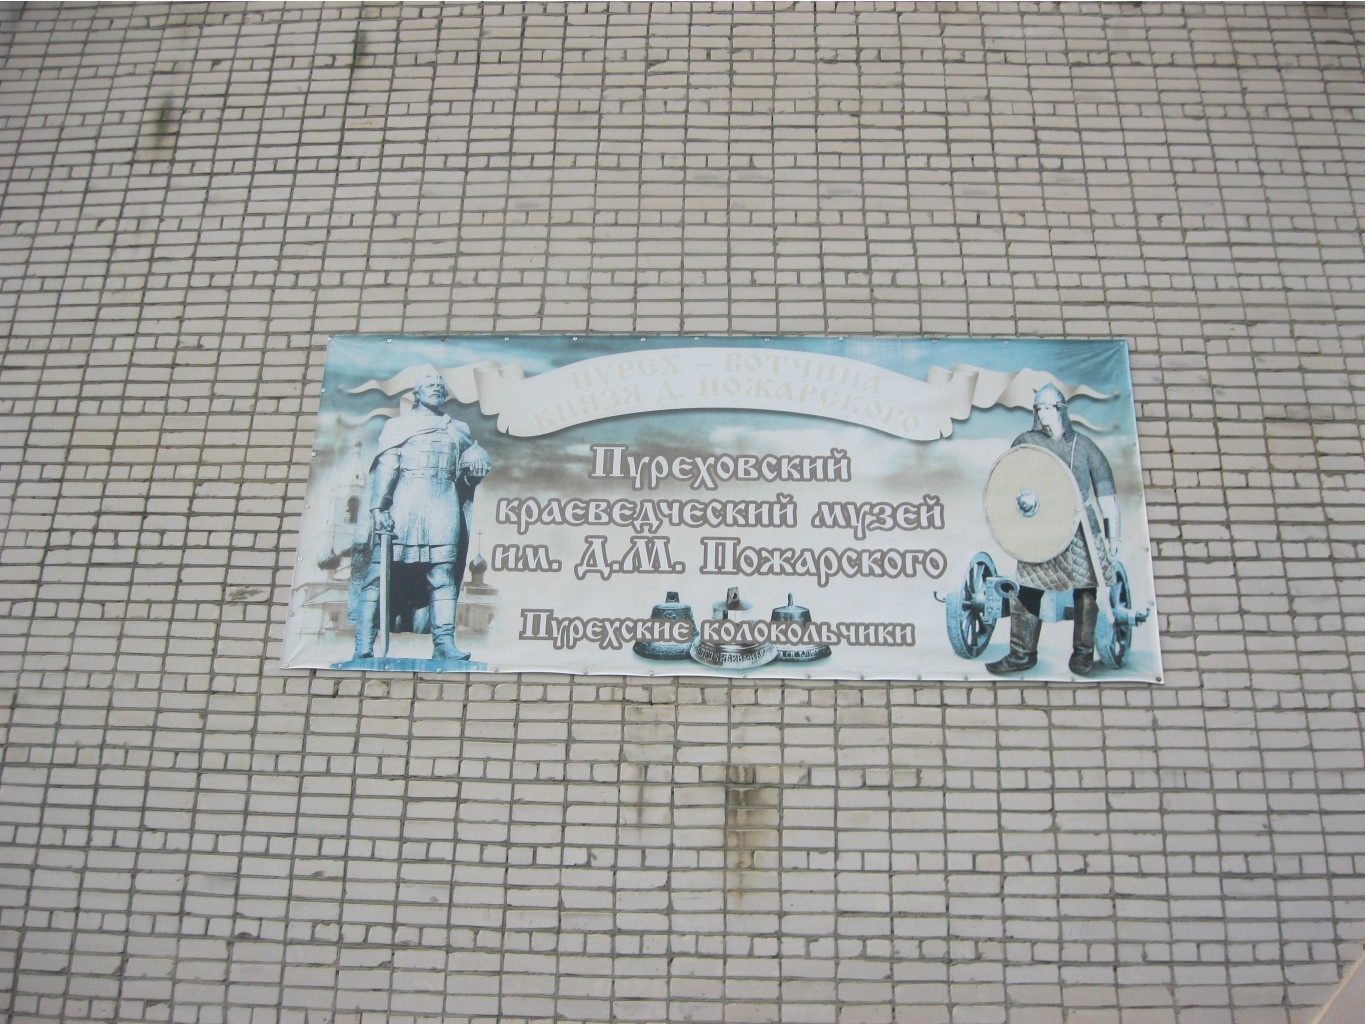 ПУРЕХ – ВОТЧИНА
КНЯЗЯ Д. ПОЖАРСКОГО
Пуреховский
краеведческий музей
им. Д.М. Пожарского
Пурехские колокольчики